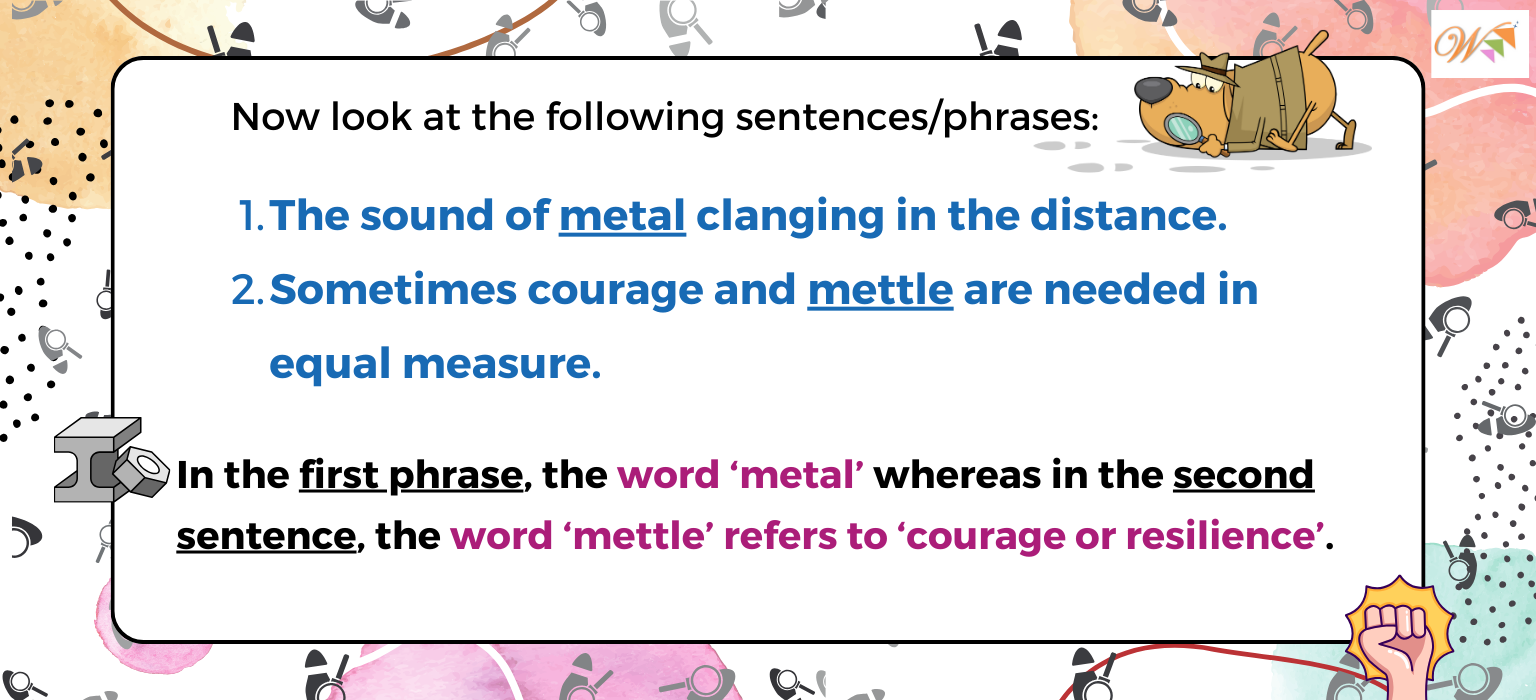 Now look at the following sentences/phrases:
1. The sound of metal clanging in the distance.
2. Sometimes courage and mettle are needed in
equal measure.
In the first phrase, the word ‘metal’ whereas in the second
sentence, the word ‘mettle’ refers to ‘courage or resilience’.
W